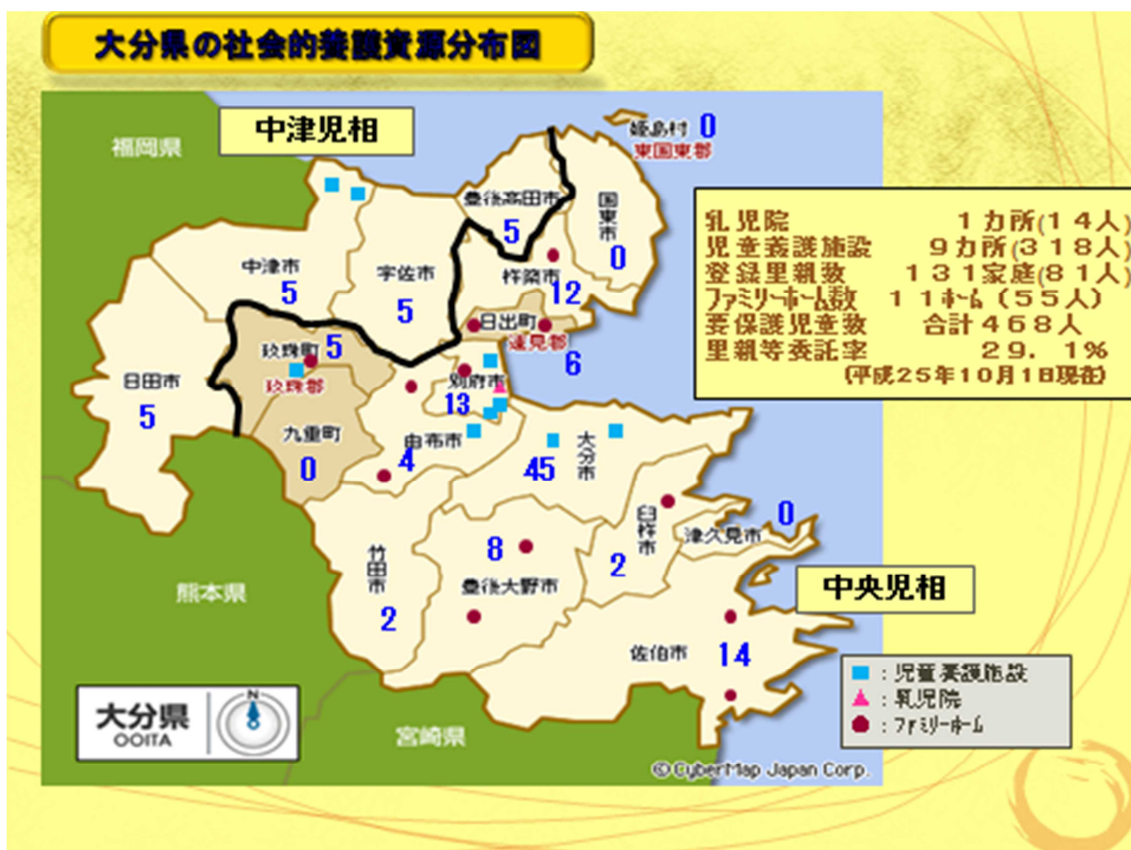 大分県の社会的養護資源分布図
中津児相
福岡県
姫島村 0
東国東郡
豊後高田市
5
国東市
0
中津市
5
宇佐市
5
杵築市
12
日出町
速見郡
6
玖珠町
5
玖珠郡
日田市
5
別府市
13
九重町
0
由布市
4
大分市
45
臼杵市
2
津久見市
0
竹田市
2
8
豊後大野市
佐伯市
14
熊本県
宮崎県
中央児相
乳児院 1カ所(14人)
児童養護施設 9カ所(318人)
登録里親数 131家庭(81人)
ファミリーホーム数 11ホーム(55人)
要保護児童数 合計468人
里親等委託率 29.1%
(平成25年10月1日現在)
:児童養護施設
:乳児院
:ファミリーホーム
大分県
OOITA
N
© CyberMap Japan Corp.